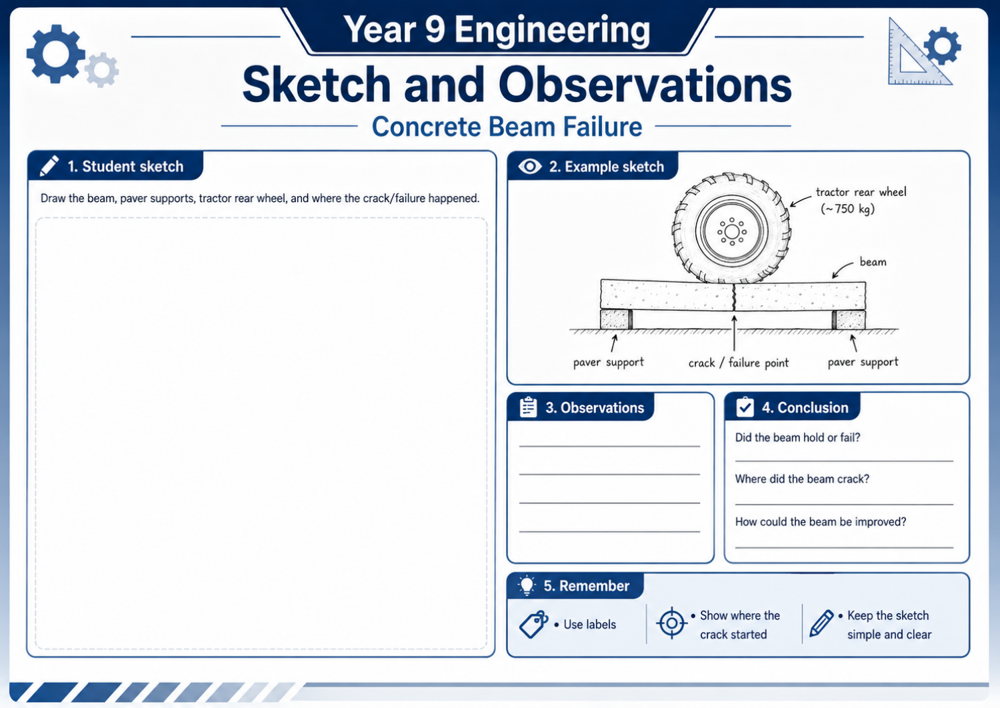 Year 9 Engineering
Sketch and Observations
Concrete Beam Failure
1. Student sketch
Draw the beam, paver supports, tractor rear wheel, and where the crack/failure happened.
2. Example sketch
tractor rear wheel
(~750 kg)
beam
paver support
crack / failure point
paver support
3. Observations
4. Conclusion
Did the beam hold or fail?
Where did the beam crack?
How could the beam be improved?
5. Remember
• Use labels
• Show where the
crack started
• Keep the sketch
simple and clear